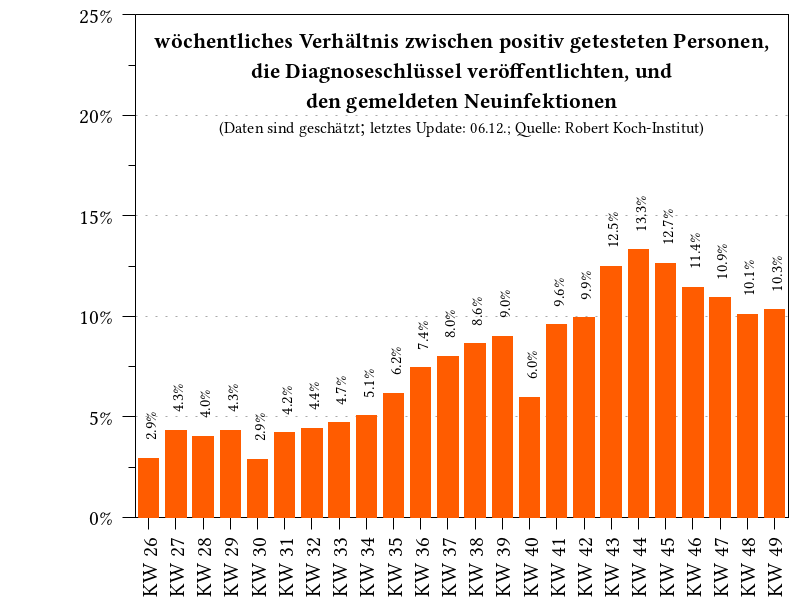 25%
wöchentliches Verhältnis zwischen positiv getesteten Personen,
die Diagnoseschlüssel veröffentlichten, und
den gemeldeten Neuinfektionen
20%
(Daten sind geschätzt; letztes Update: 06.12.; Quelle: Robert Koch-Institut)
15%
10%
5%
0%
2.9%
4.3%
4.0%
4.3%
2.9%
4.2%
4.4%
4.7%
5.1%
6.2%
7.4%
8.0%
8.6%
9.0%
6.0%
9.6%
9.9%
12.5%
13.3%
12.7%
11.4%
10.9%
10.1%
10.3%
KW 26
KW 27
KW 28
KW 29
KW 30
KW 31
KW 32
KW 33
KW 34
KW 35
KW 36
KW 37
KW 38
KW 39
KW 40
KW 41
KW 42
KW 43
KW 44
KW 45
KW 46
KW 47
KW 48
KW 49